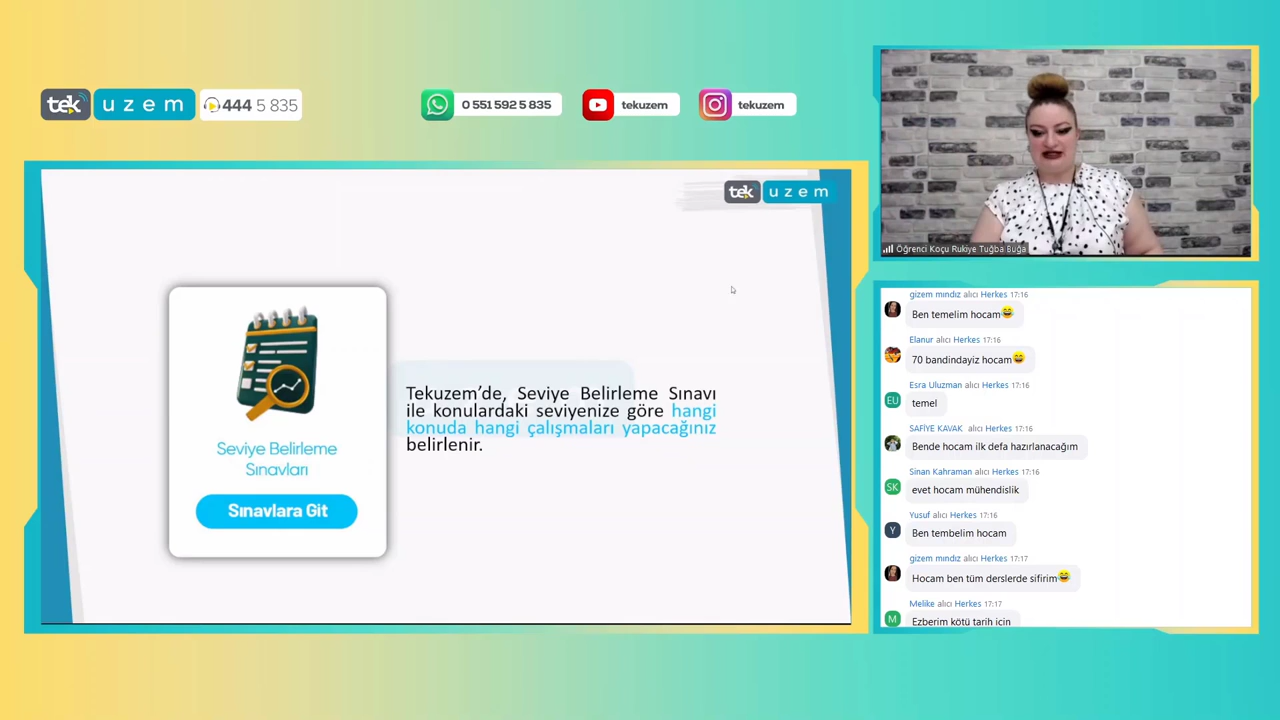 tek uzem 444 5 835
0 551 592 5 835
tekuzem
tekuzem
tek uzem
Seviye Belirleme
Sınavları
Sınavlara Git
Tekuzem’de, Seviye Belirleme Sınavı
ile konulardaki seviyenize göre hangi
konuda hangi çalışmaları yapacağınız
belirlenir.
Öğrenci Koçu Rukiye Tuğba Buğa
gizem mındız alıcı Herkes 17:16
Ben temelim hocam
Elanur alıcı Herkes 17:16
70 bandindayiz hocam
Esra Uluzman alıcı Herkes 17:16
EU
temel
SAFİYE KAVAK alıcı Herkes 17:16
Bende hocam ilk defa hazırlanacağım
Sinan Kahraman alıcı Herkes 17:16
SK
evet hocam mühendislik
Yusuf alıcı Herkes 17:16
Y
Ben tembelim hocam
gizem mındız alıcı Herkes 17:17
Hocam ben tüm derslerde sifirim
Melike alıcı Herkes 17:17
M
Ezberim kötü tarih icin